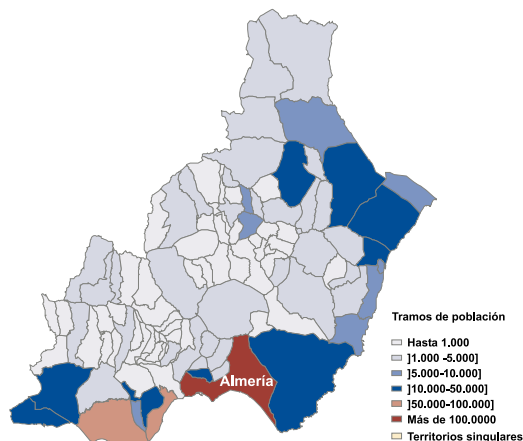 Almería
Tramos de población
Hasta 1.000
]1.000 -5.000]
]5.000-10.000]
]10.000-50.000]
]50.000-100.000]
Más de 100.0000
Territorios singulares